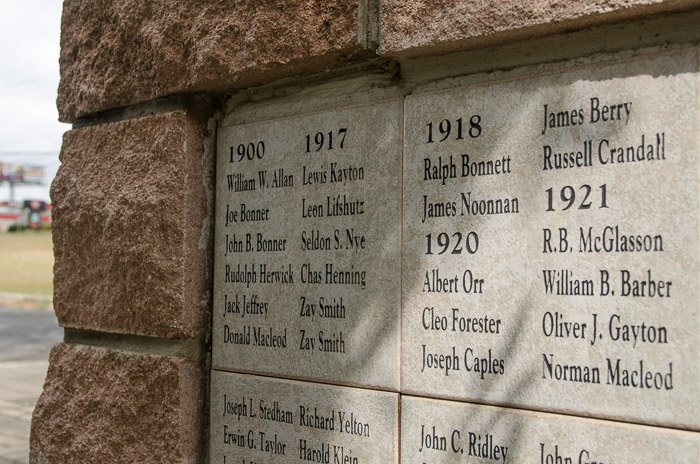 1900
William W. Allan
Joe Bonner
John B. Bonner
Rudolph Herwick
Jack Jeffrey
Donald Macleod
1917
Lewis Kayton
Leon Lifshutz
Seldon S. Nye
Chas Henning
Zay Smith
Zay Smith
1918
Ralph Bonnett
James Noonnan
1920
Albert Orr
Cleo Forester
Joseph Caples
James Berry
Russell Crandall
1921
R.B. McGlasson
William B. Barber
Oliver J. Gayton
Norman Macleod
Joseph L. Stedham
Erwin G. Taylor
Richard Yelton
Harold Klein
John C. Ridley
John